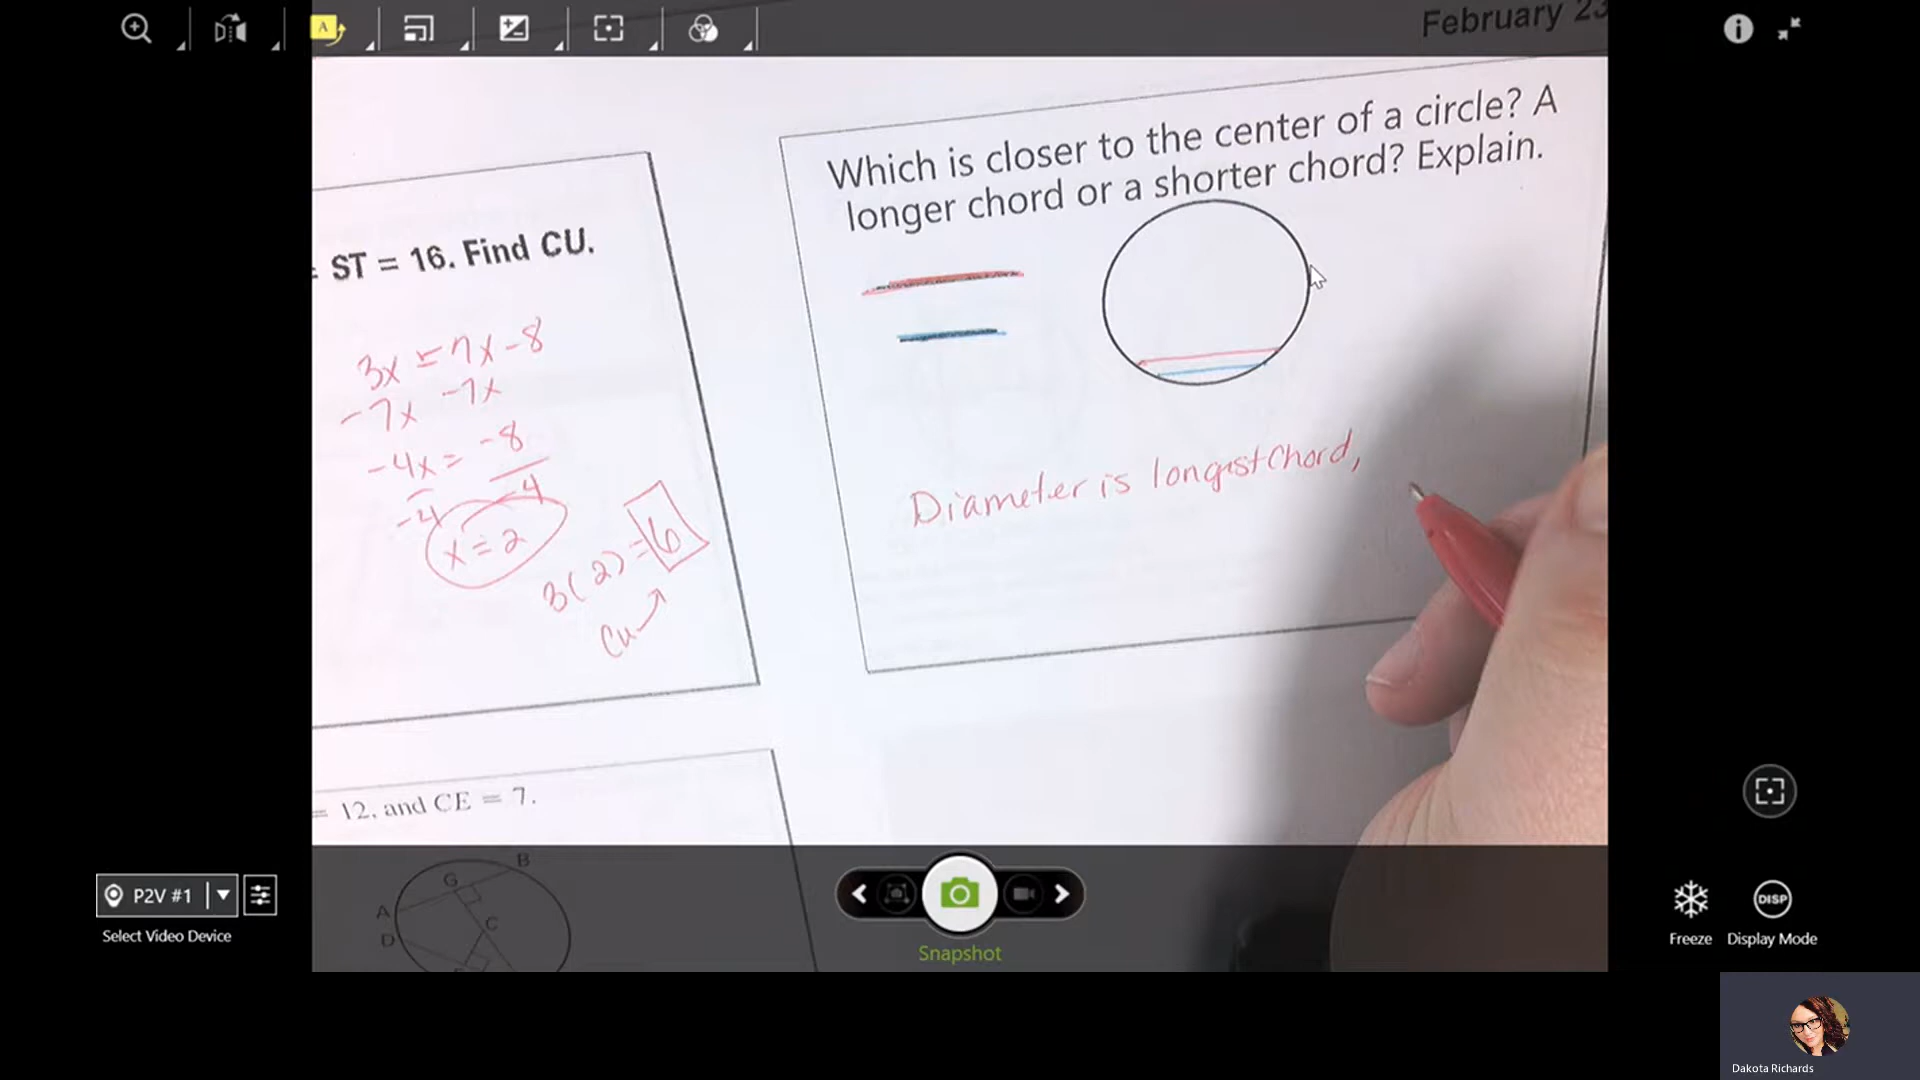 February 23
Which is closer to the center of a circle? A
longer chord or a shorter chord? Explain.
= ST = 16. Find CU.
3x = 7x - 8
-7x -7x
-4x = -8
-4 -4
x = 2
3(2) = 6
CU
Diameter is longest chord,
= 12, and CE = 7.
B
G
A
C
D
P2V #1
Select Video Device
Snapshot
Freeze
DISP
Display Mode
Dakota Richards